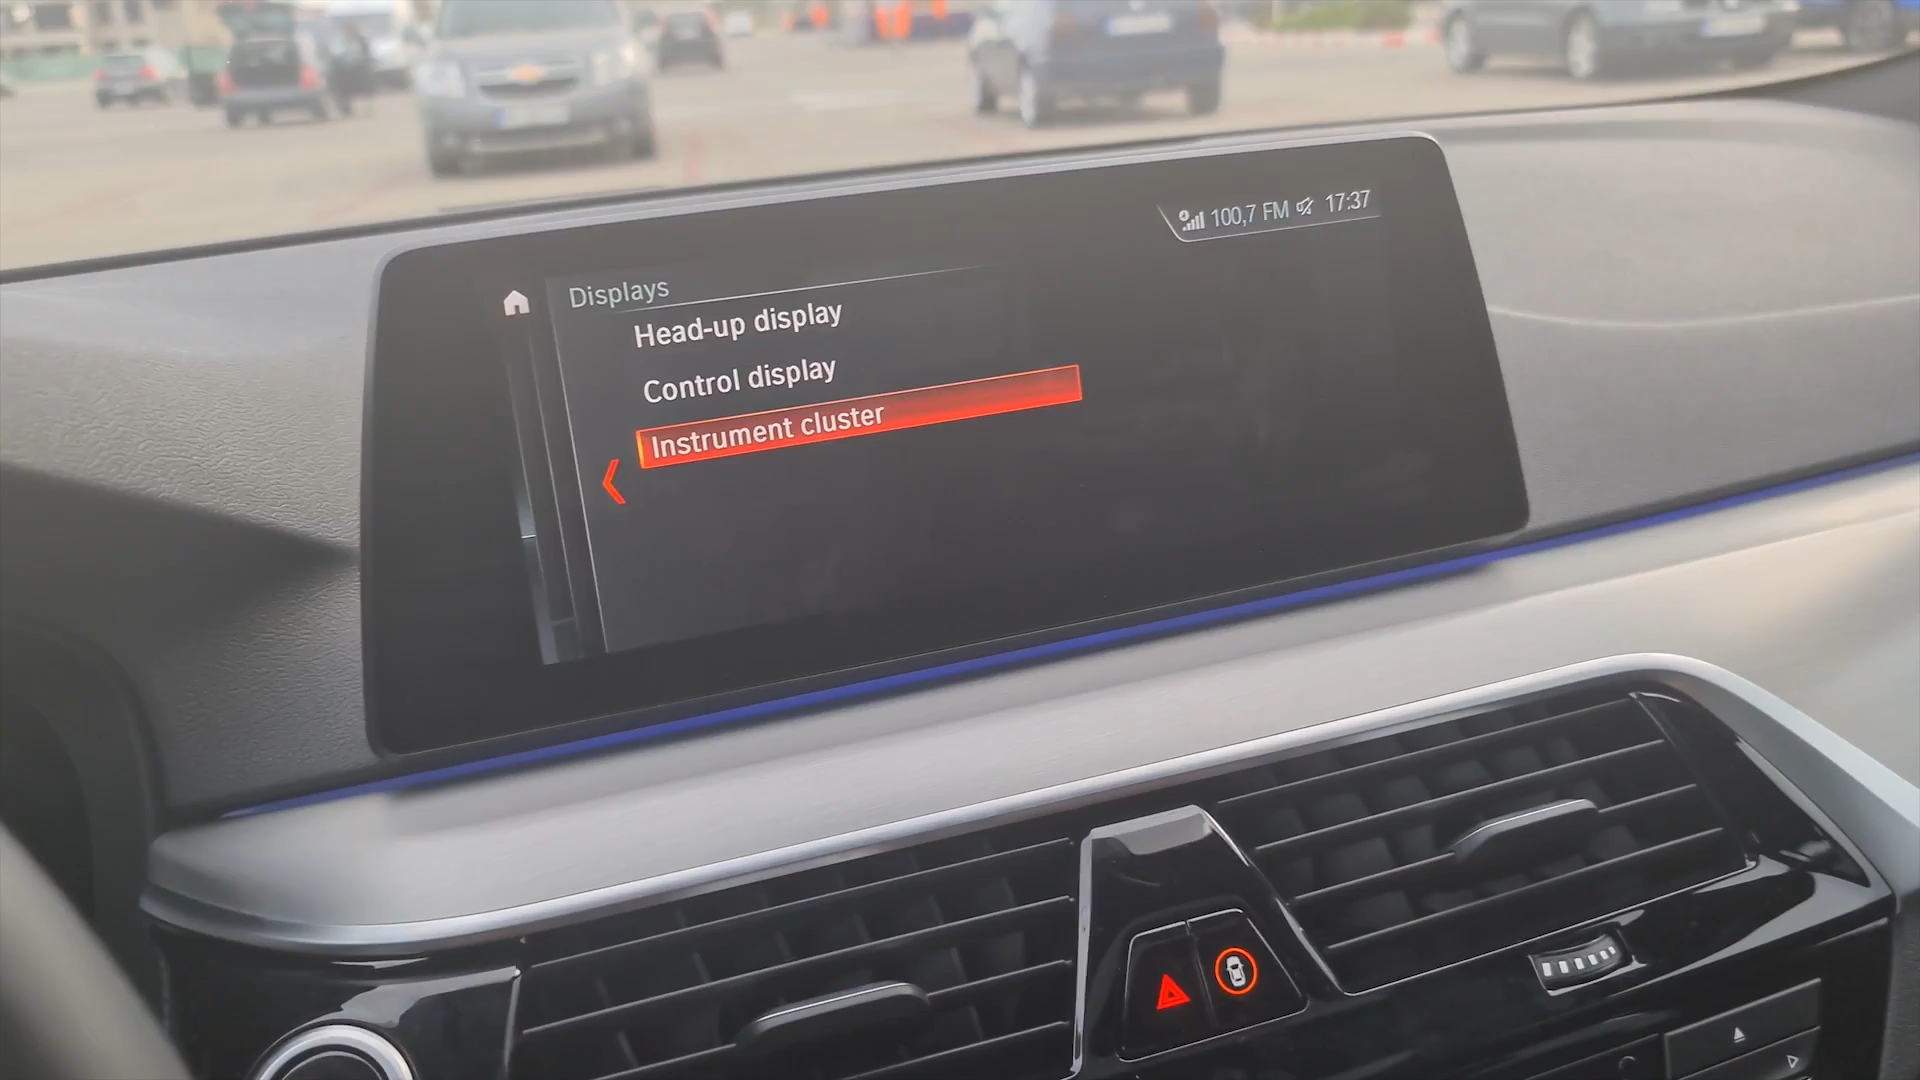 100,7 FM 17:37
Displays
Head-up display
Control display
Instrument cluster